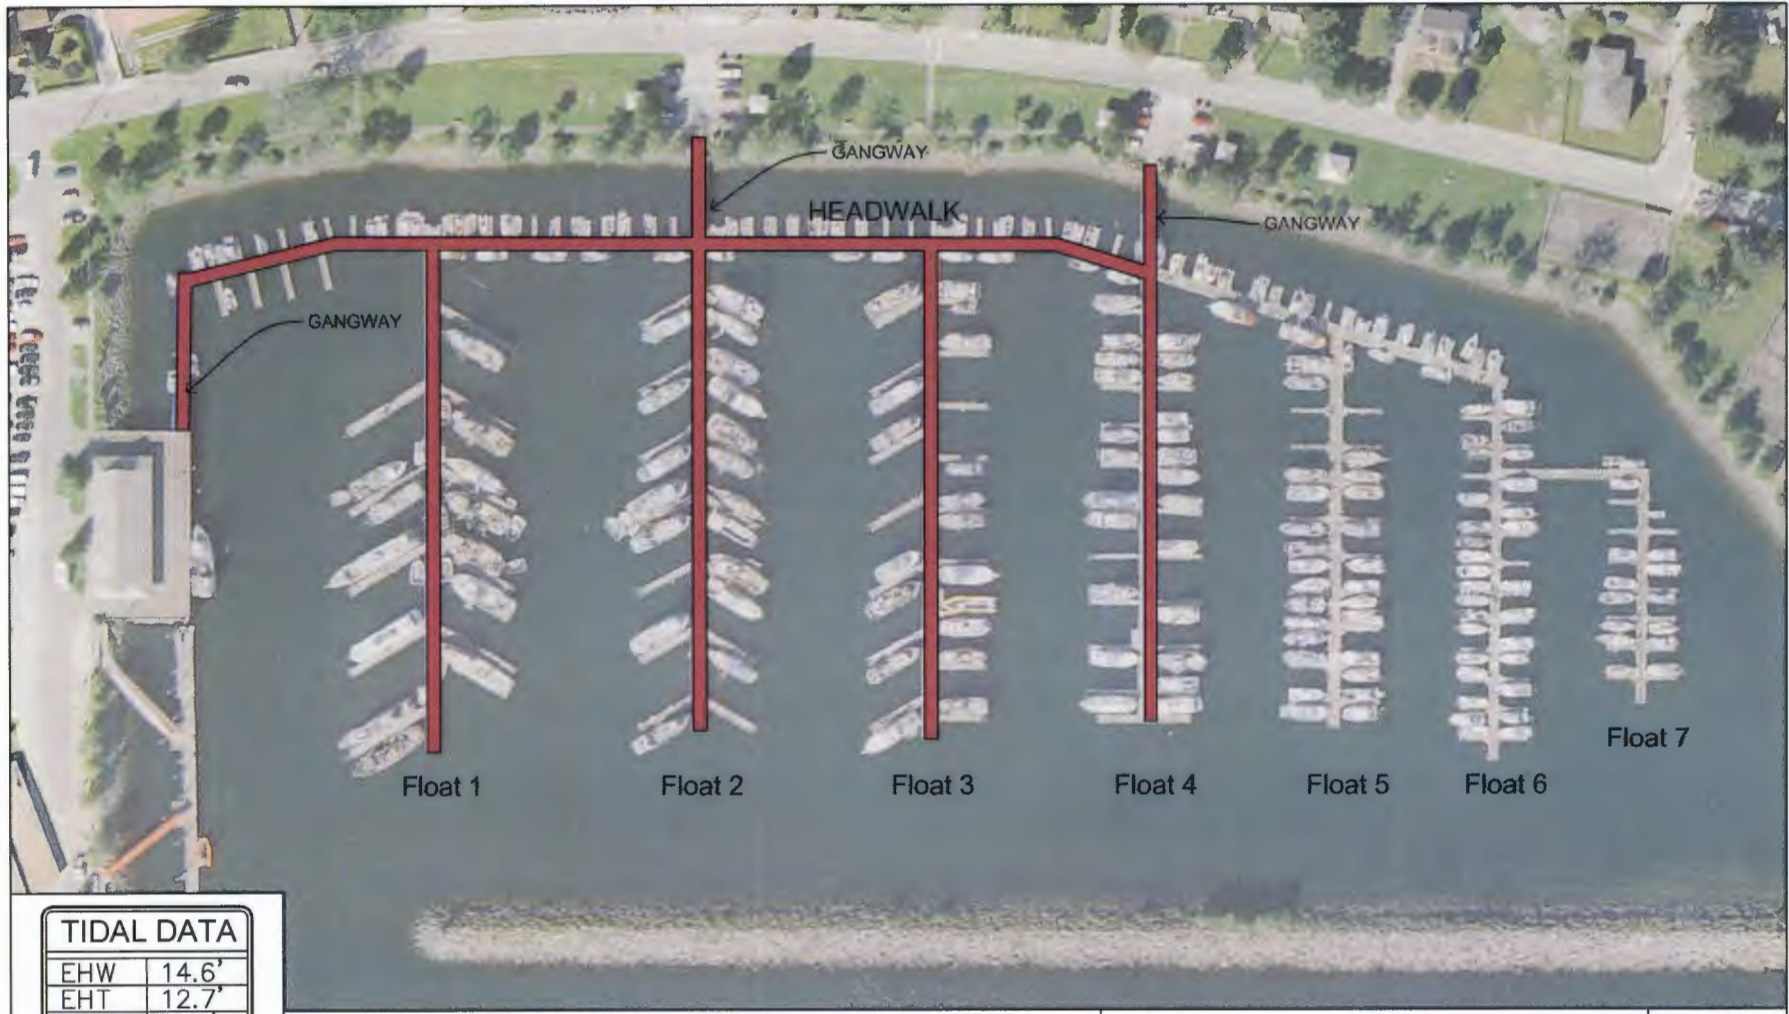 GANGWAY
HEADWALK
GANGWAY
GANGWAY
Float 1
Float 2
Float 3
Float 4
Float 5
Float 6
Float 7
TIDAL DATA
EHW 14.6'
EHT 12.7'